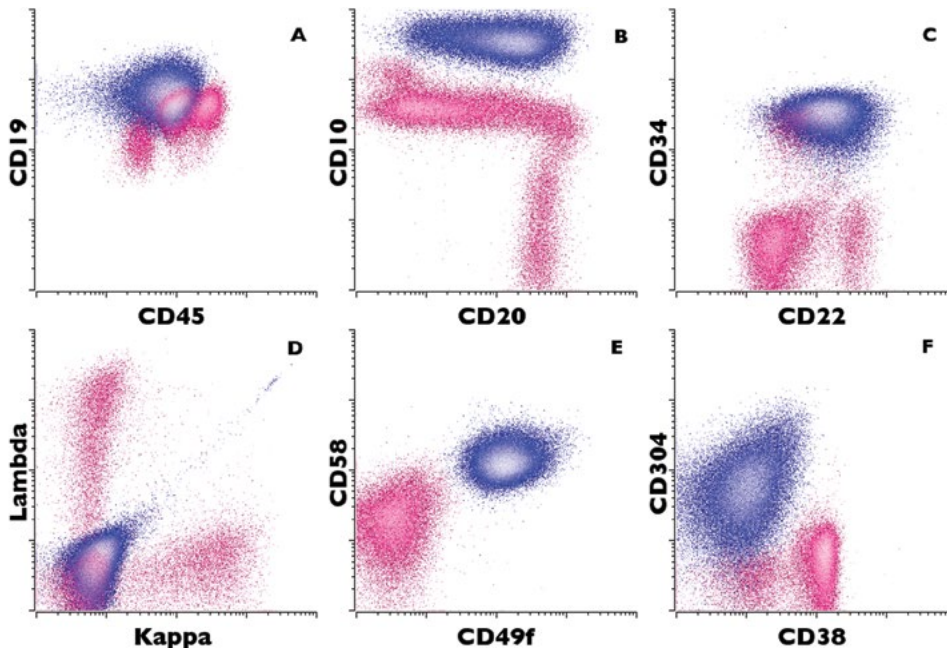 A
CD19
CD45
B
CD10
CD20
C
CD34
CD22
D
Lambda
Kappa
E
CD58
CD49f
F
CD304
CD38